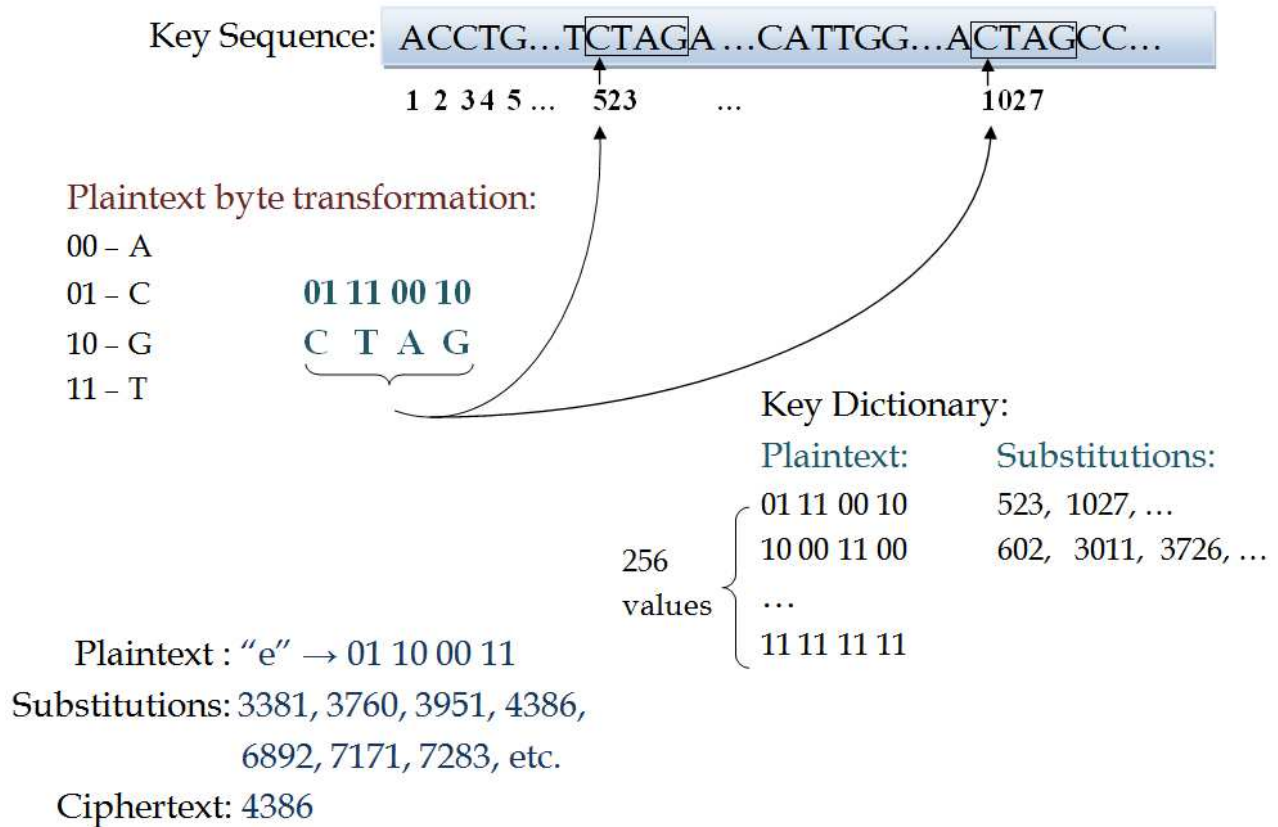 Key Sequence: ACCTG...TCTAGA ...CATTGG...ACTAGCC...
1 2 3 4 5 ... 523 ... 1027
Plaintext byte transformation:
00 – A
01 – C 01 11 00 10
10 – G C T A G
11 – T
Key Dictionary:
Plaintext: Substitutions:
01 11 00 10 523, 1027, ...
10 00 11 00 602, 3011, 3726, ...
256 values
...
11 11 11 11
Plaintext : “e” → 01 10 00 11
Substitutions: 3381, 3760, 3951, 4386,
6892, 7171, 7283, etc.
Ciphertext: 4386